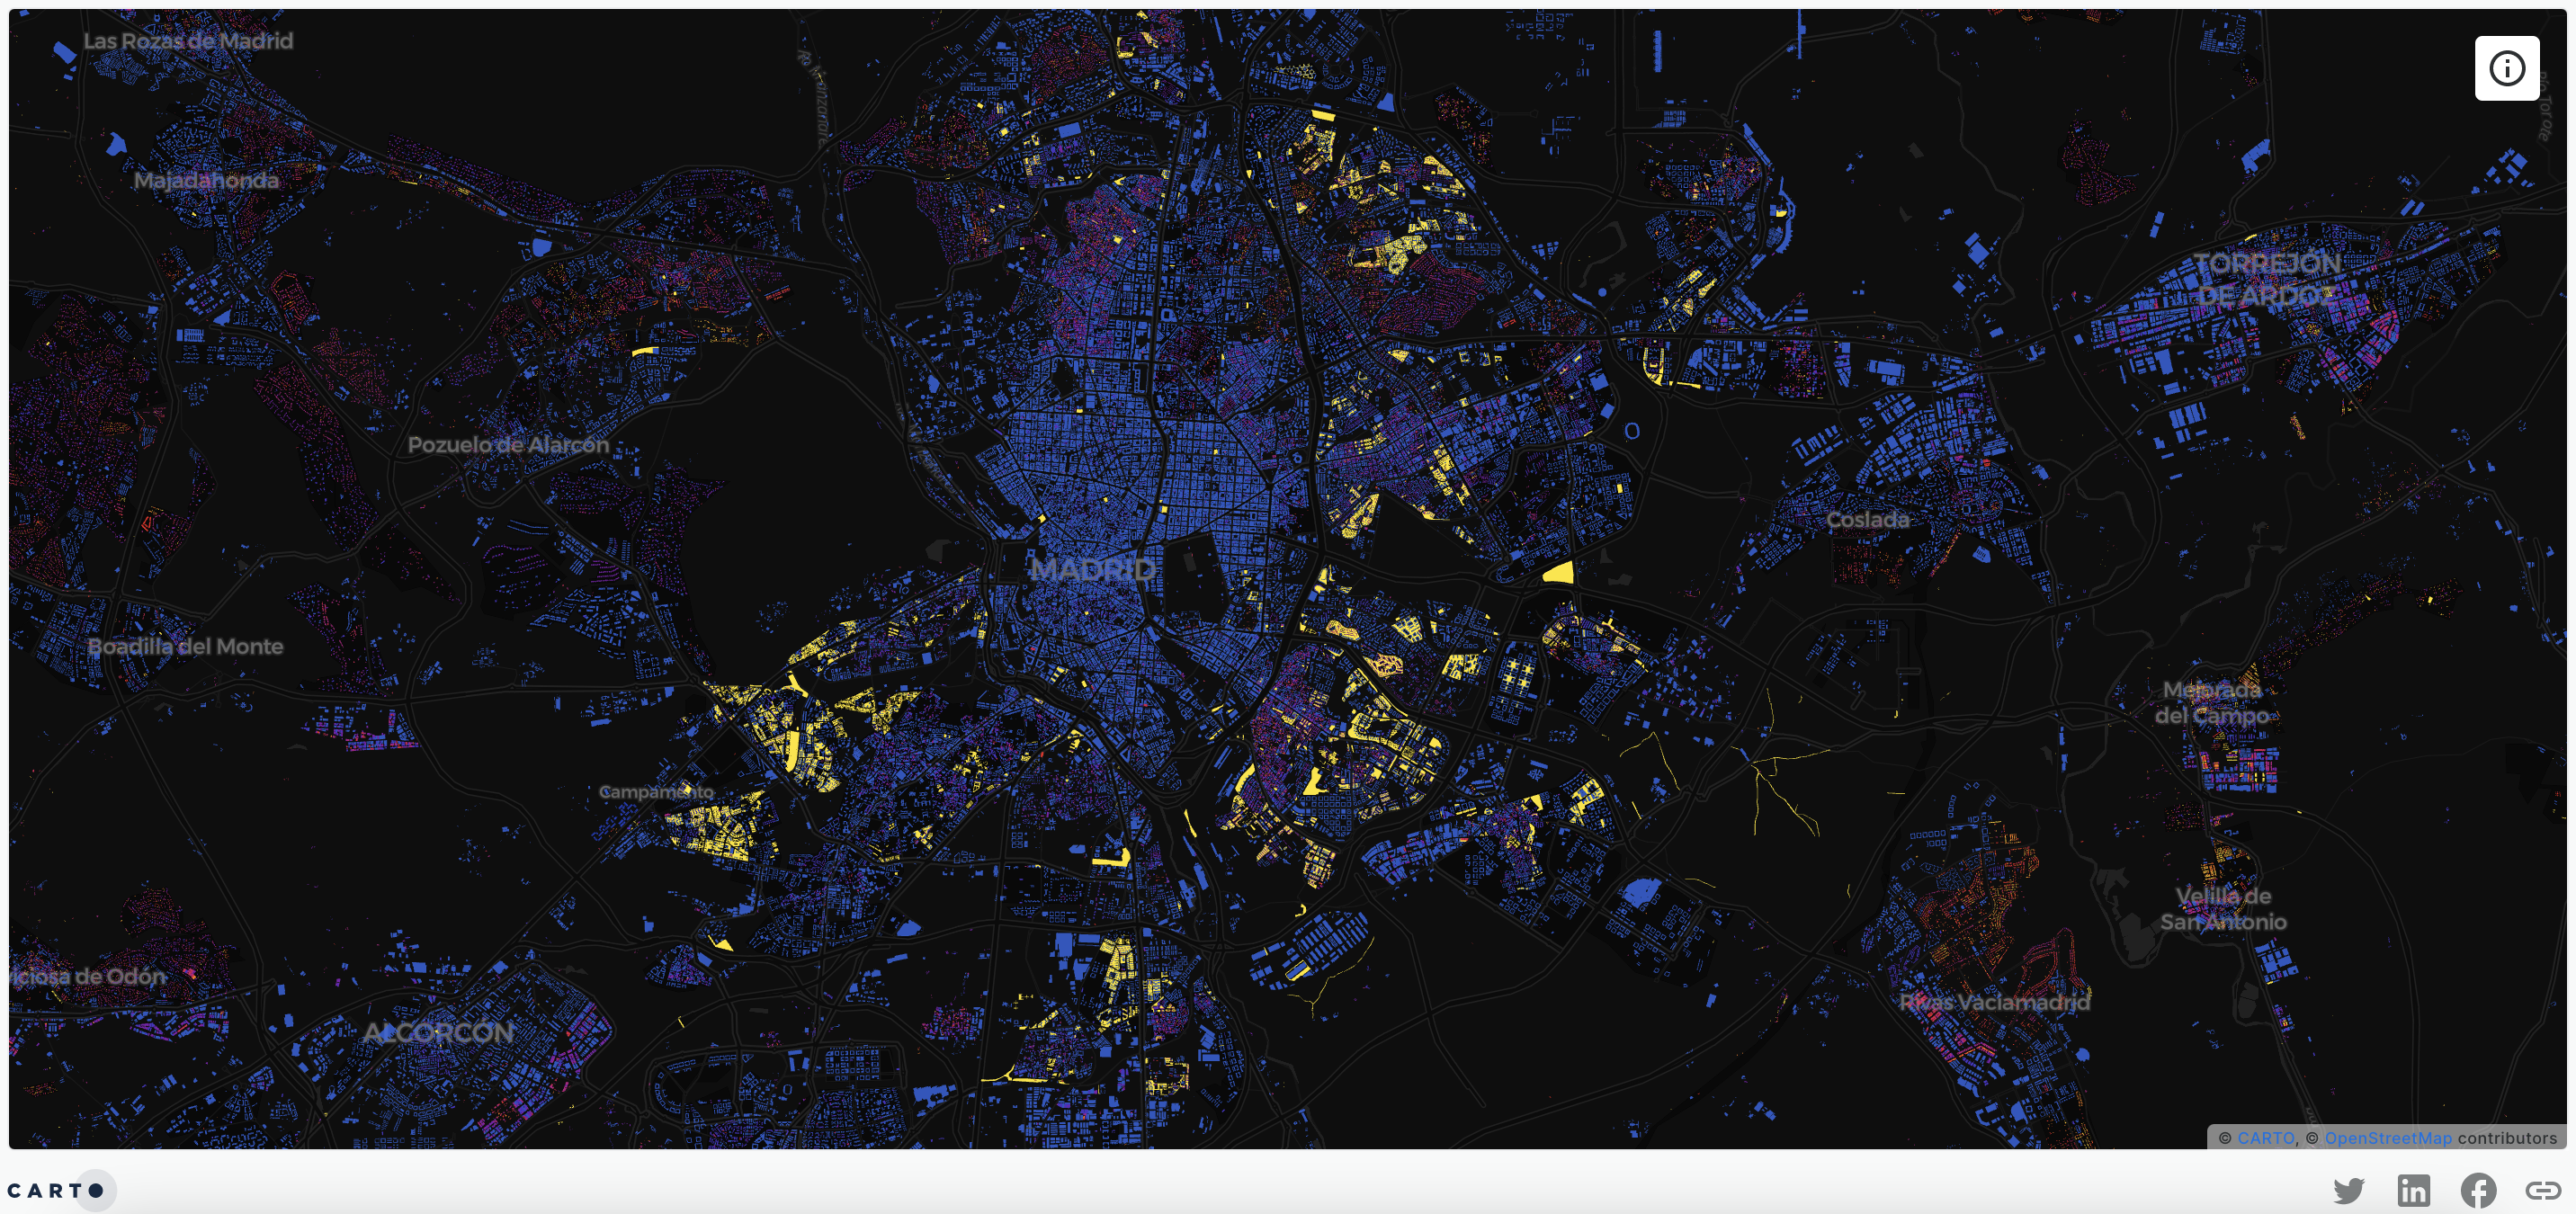 Las Rozas de Madrid
Majadahonda
TORREJÓN
DE ARDOZ
Pozuelo de Alarcón
Coslada
MADRID
Boadilla del Monte
Mejorada
del Campo
Campamento
Velilla de
San Antonio
viciosa de Odón
Rivas Vaciamadrid
ALCORCÓN
© CARTO, © OpenStreetMap contributors
CARTO